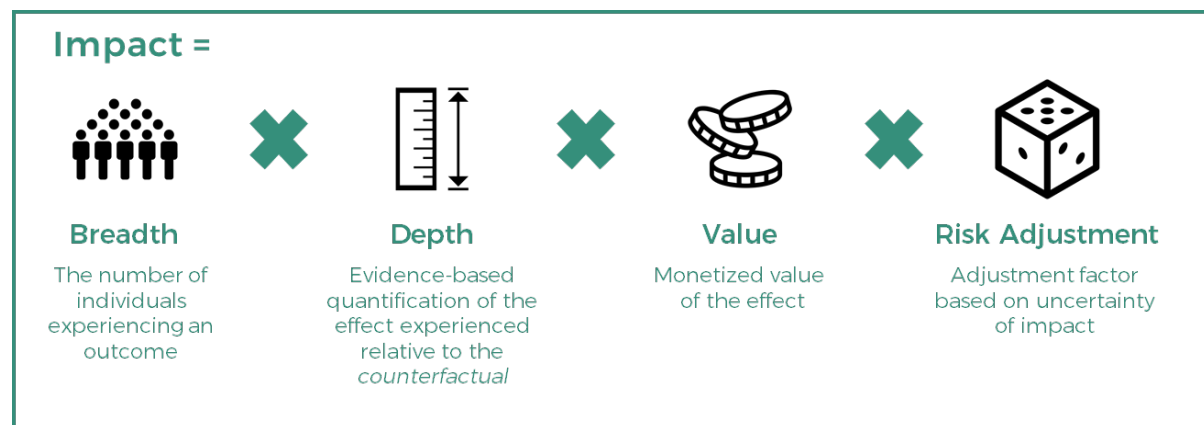 Impact =
Breadth
The number of
individuals
experiencing an
outcome
Depth
Evidence-based
quantification of the
effect experienced
relative to the
counterfactual
Value
Monetized value
of the effect
Risk Adjustment
Adjustment factor
based on uncertainty
of impact